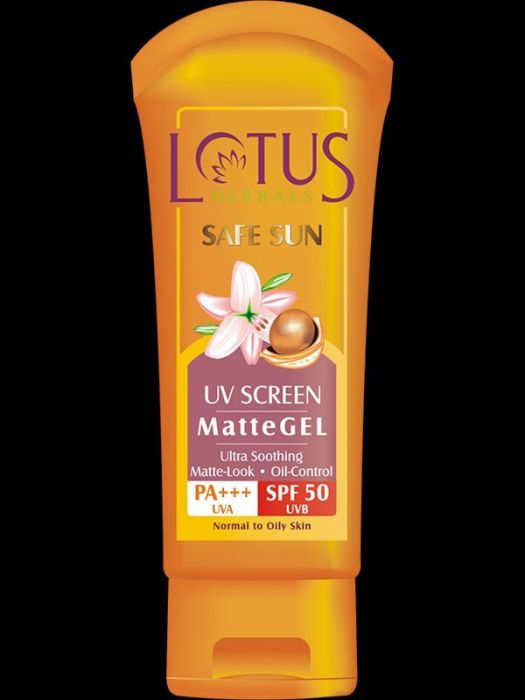 LOTUS
HERBALS
SAFE SUN
UV SCREEN
MatteGEL
Ultra Soothing
Matte-Look • Oil-Control
PA+++ SPF 50
UVA UVB
Normal to Oily Skin